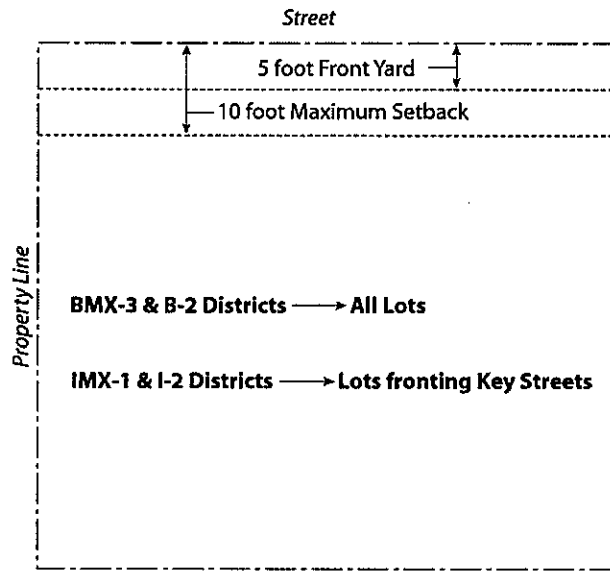 Street
5 foot Front Yard
10 foot Maximum Setback
Property Line
BMX-3 & B-2 Districts All Lots
IMX-1 & I-2 Districts Lots fronting Key Streets